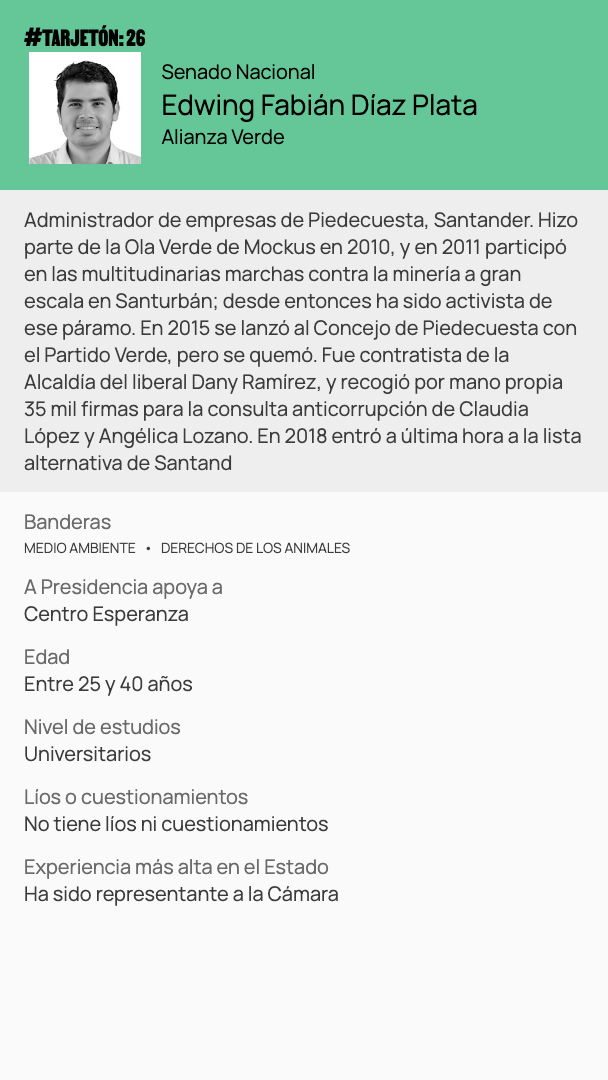 #TARJETÓN: 26
Senado Nacional
Edwing Fabián Díaz Plata
Alianza Verde
Administrador de empresas de Piedecuesta, Santander. Hizo
parte de la Ola Verde de Mockus en 2010, y en 2011 participó
en las multitudinarias marchas contra la minería a gran
escala en Santurbán; desde entonces ha sido activista de
ese páramo. En 2015 se lanzó al Concejo de Piedecuesta con
el Partido Verde, pero se quemó. Fue contratista de la
Alcaldía del liberal Dany Ramírez, y recogió por mano propia
35 mil firmas para la consulta anticorrupción de Claudia
López y Angélica Lozano. En 2018 entró a última hora a la lista
alternativa de Santand
Banderas
MEDIO AMBIENTE • DERECHOS DE LOS ANIMALES
A Presidencia apoya a
Centro Esperanza
Edad
Entre 25 y 40 años
Nivel de estudios
Universitarios
Líos o cuestionamientos
No tiene líos ni cuestionamientos
Experiencia más alta en el Estado
Ha sido representante a la Cámara